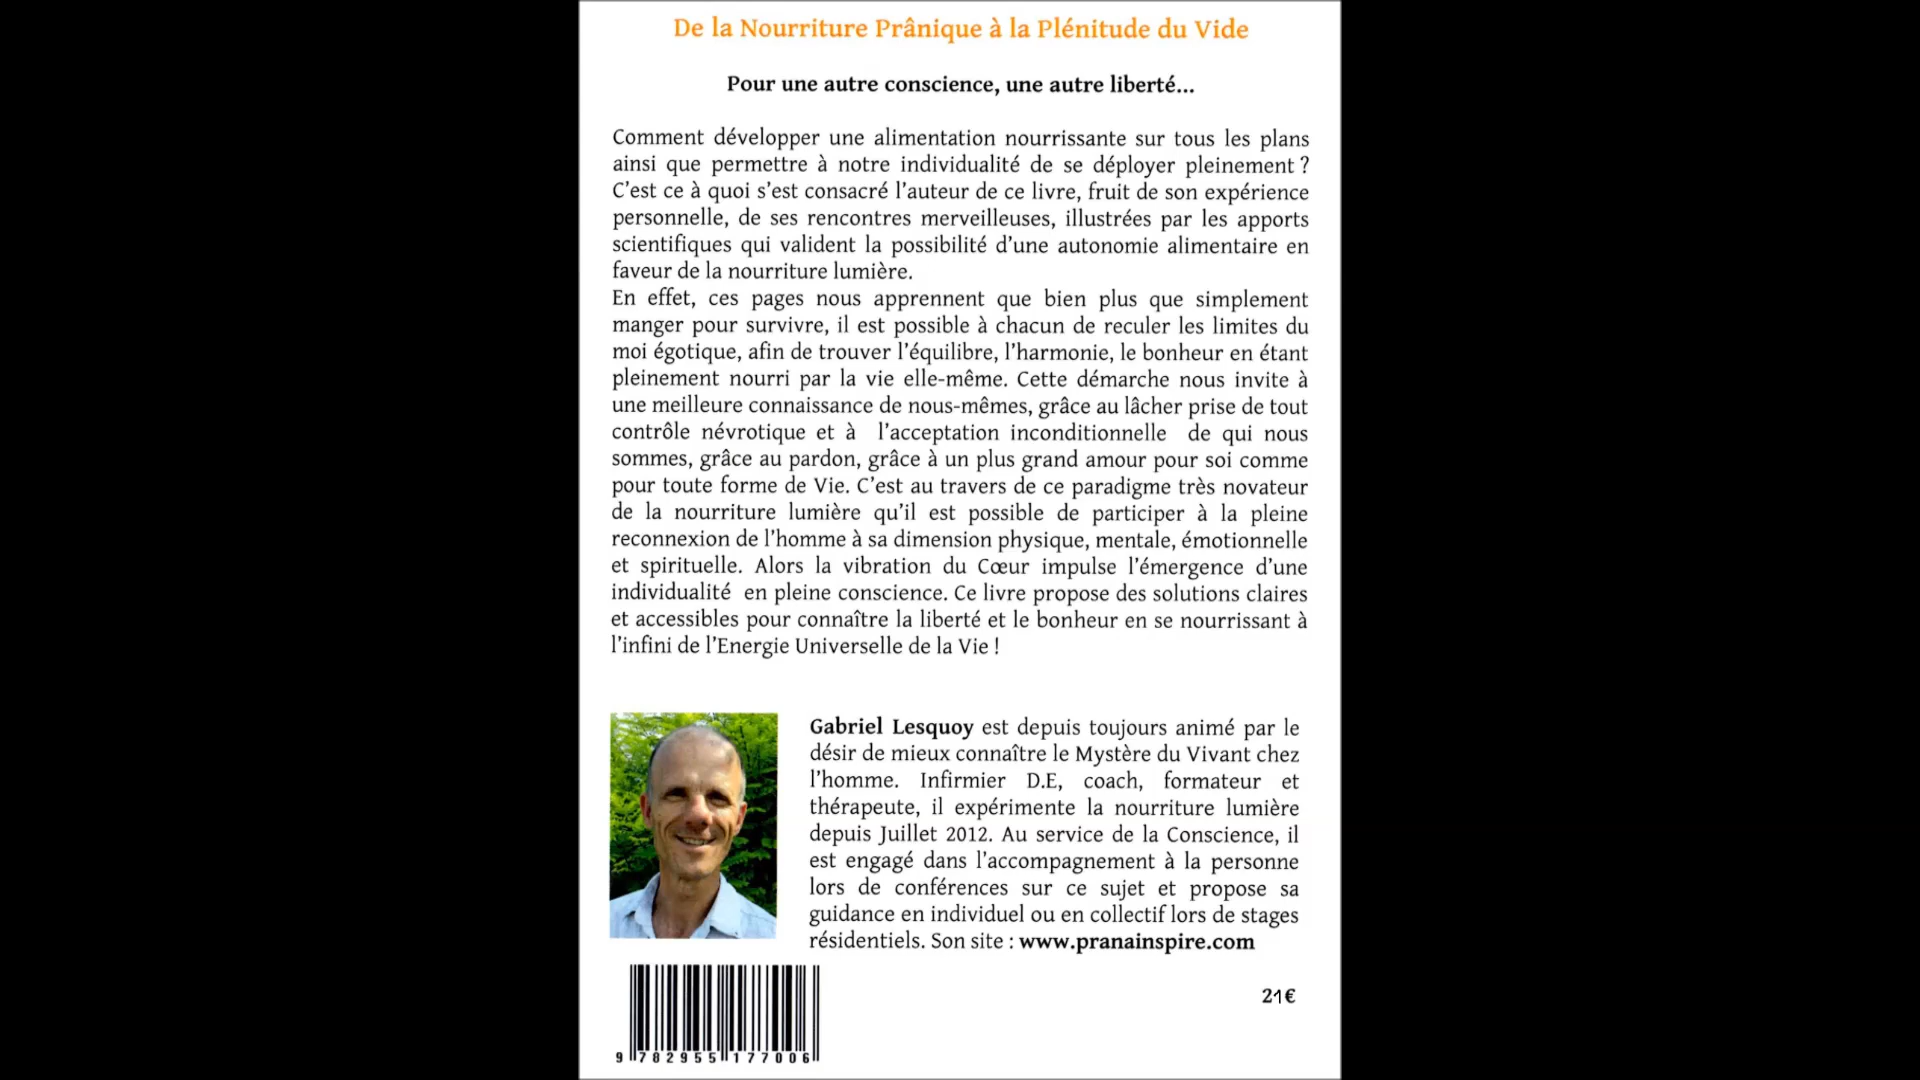 De la Nourriture Prânique à la Plénitude du Vide
Pour une autre conscience, une autre liberté...
Comment développer une alimentation nourrissante sur tous les plans
ainsi que permettre à notre individualité de se déployer pleinement ?
C’est ce à quoi s’est consacré l’auteur de ce livre, fruit de son expérience
personnelle, de ses rencontres merveilleuses, illustrées par les apports
scientifiques qui valident la possibilité d’une autonomie alimentaire en
faveur de la nourriture lumière.
En effet, ces pages nous apprennent que bien plus que simplement
manger pour survivre, il est possible à chacun de reculer les limites du
moi égotique, afin de trouver l’équilibre, l’harmonie, le bonheur en étant
pleinement nourri par la vie elle-même. Cette démarche nous invite à
une meilleure connaissance de nous-mêmes, grâce au lâcher prise de tout
contrôle névrotique et à l’acceptation inconditionnelle de qui nous
sommes, grâce au pardon, grâce à un plus grand amour pour soi comme
pour toute forme de Vie. C’est au travers de ce paradigme très novateur
de la nourriture lumière qu’il est possible de participer à la pleine
reconnexion de l’homme à sa dimension physique, mentale, émotionnelle
et spirituelle. Alors la vibration du Cœur impulse l’émergence d’une
individualité en pleine conscience. Ce livre propose des solutions claires
et accessibles pour connaître la liberté et le bonheur en se nourrissant à
l’infini de l’Energie Universelle de la Vie !
Gabriel Lesquoy est depuis toujours animé par le
désir de mieux connaître le Mystère du Vivant chez
l’homme. Infirmier D.E, coach, formateur et
thérapeute, il expérimente la nourriture lumière
depuis Juillet 2012. Au service de la Conscience, il
est engagé dans l’accompagnement à la personne
lors de conférences sur ce sujet et propose sa
guidance en individuel ou en collectif lors de stages
résidentiels. Son site : www.pranainspire.com
21€
9 782955 177006